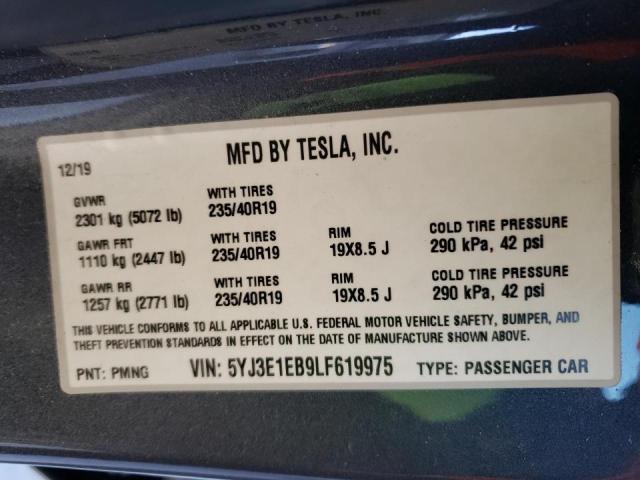 MFD BY TESLA, INC.
12/19
GVWR WITH TIRES
2301 kg (5072 lb) 235/40R19
GAWR FRT WITH TIRES RIM COLD TIRE PRESSURE
1110 kg (2447 lb) 235/40R19 19X8.5 J 290 kPa, 42 psi
GAWR RR WITH TIRES RIM COLD TIRE PRESSURE
1257 kg (2771 lb) 235/40R19 19X8.5 J 290 kPa, 42 psi
THIS VEHICLE CONFORMS TO ALL APPLICABLE U.S. FEDERAL MOTOR VEHICLE SAFETY, BUMPER, AND
THEFT PREVENTION STANDARDS IN EFFECT ON THE DATE OF MANUFACTURE SHOWN ABOVE.
PNT: PMNG VIN: 5YJ3E1EB9LF619975 TYPE: PASSENGER CAR